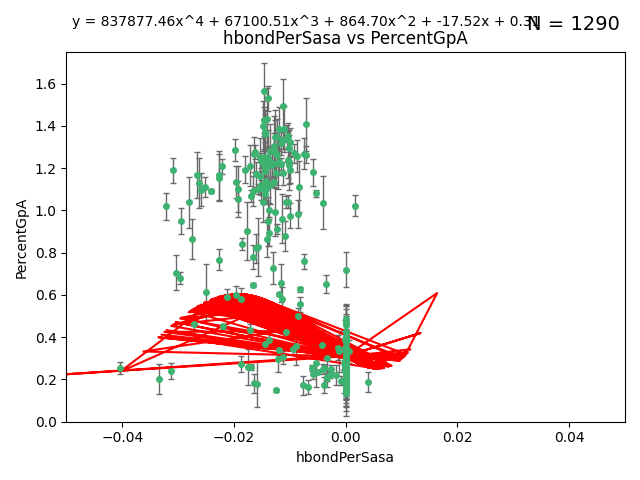 y = 837877.46x^4 + 67100.51x^3 + 864.70x^2 + -17.52x + 0.31
N = 1290
hbondPerSasa vs PercentGpA
1.6
1.4
1.2
1.0
0.8
0.6
0.4
0.2
0.0
PercentGpA
−0.04 −0.02 0.00 0.02 0.04
hbondPerSasa